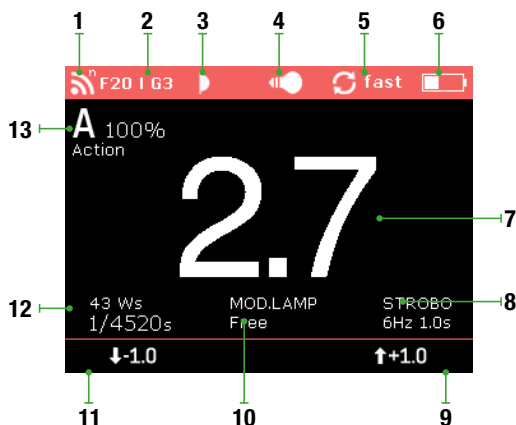 1 2 3 4 5 6
n F20 I G3 fast
13 A 100%
Action
2.7
7
8
12 43 Ws MOD.LAMP STROBO
1/4520s Free 6Hz 1.0s
-1.0 +1.0
11 10 9